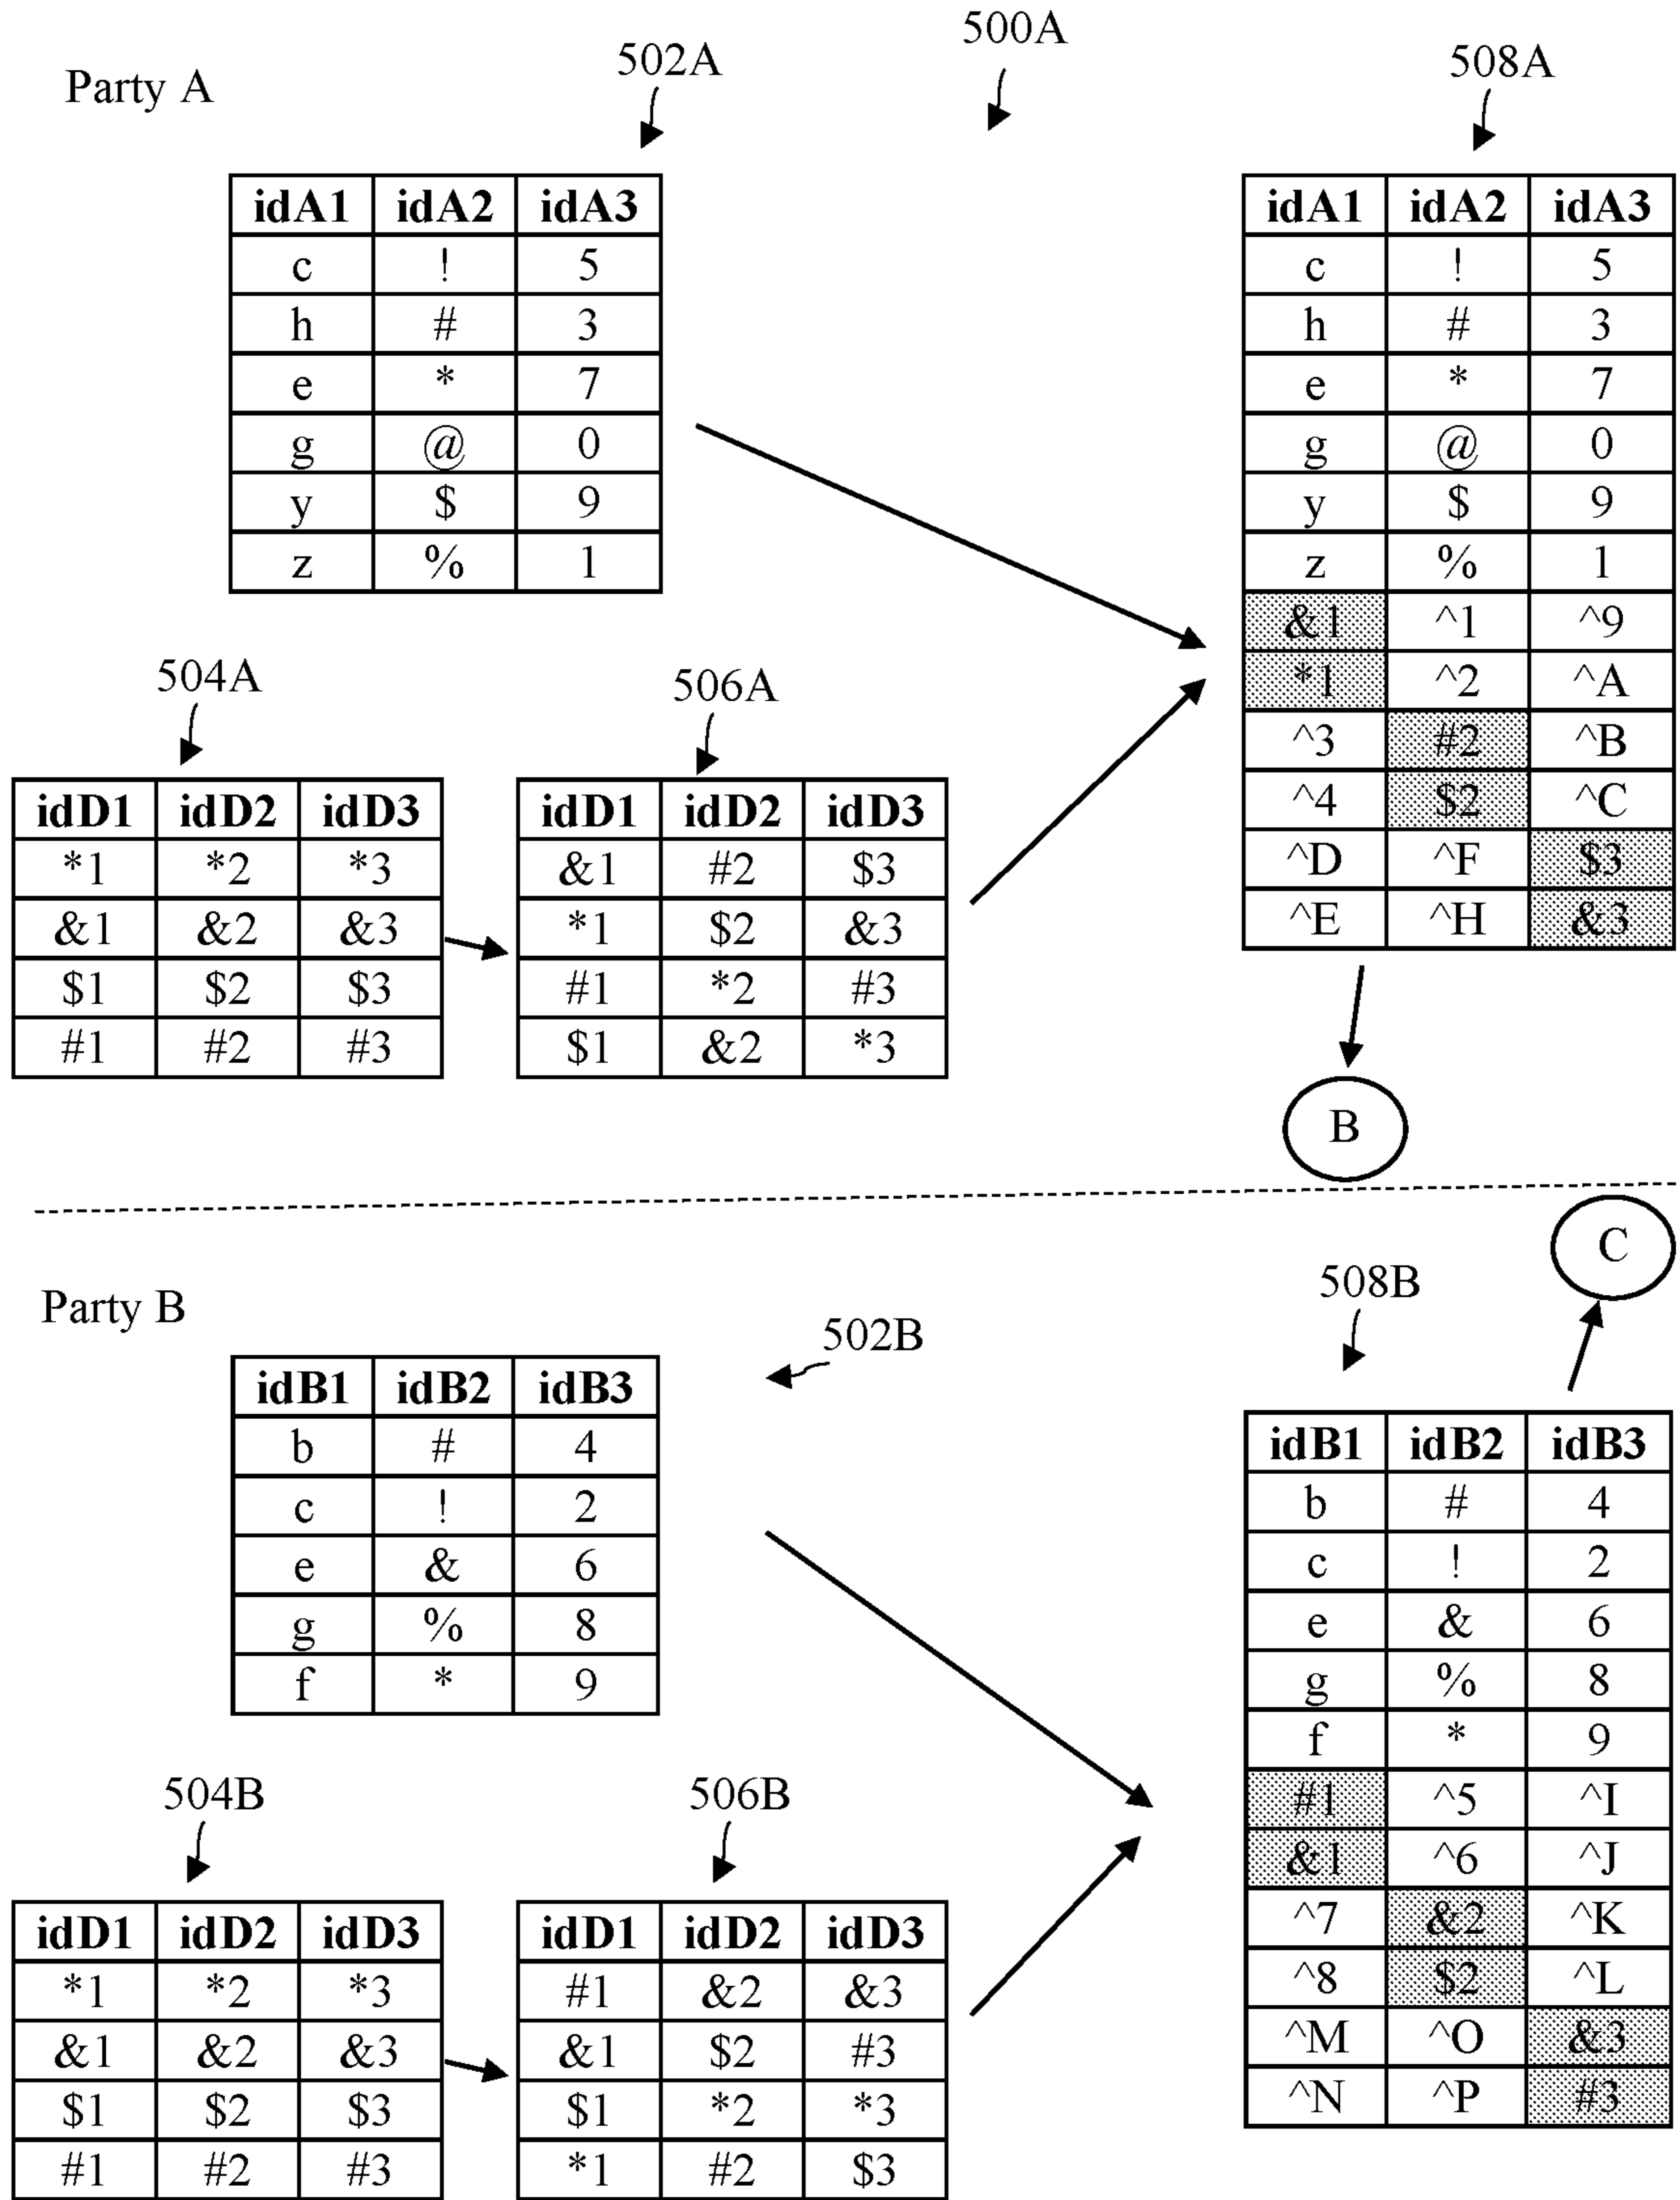 500A
502A
508A
Party A
idA1 idA2 idA3
c ! 5
h # 3
e * 7
g @ 0
y $ 9
z % 1
idA1 idA2 idA3
c ! 5
h # 3
e * 7
g @ 0
y $ 9
z % 1
&1 ^1 ^9
*1 ^2 ^A
^3 #2 ^B
^4 $2 ^C
^D ^F $3
^E ^H &3
504A
506A
idD1 idD2 idD3
*1 *2 *3
&1 &2 &3
$1 $2 $3
#1 #2 #3
idD1 idD2 idD3
&1 #2 $3
*1 $2 &3
#1 *2 #3
$1 &2 *3
B
C
Party B
508B
502B
idB1 idB2 idB3
b # 4
c ! 2
e & 6
g % 8
f * 9
idB1 idB2 idB3
b # 4
c ! 2
e & 6
g % 8
f * 9
#1 ^5 ^I
&1 ^6 ^J
^7 &2 ^K
^8 $2 ^L
^M ^O &3
^N ^P #3
504B
506B
idD1 idD2 idD3
*1 *2 *3
&1 &2 &3
$1 $2 $3
#1 #2 #3
idD1 idD2 idD3
#1 &2 &3
&1 $2 #3
$1 *2 *3
*1 #2 $3